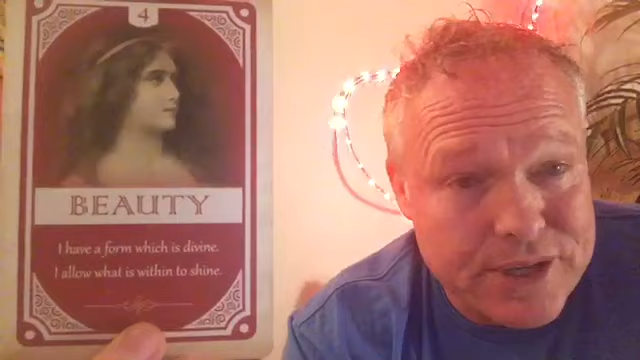 4
BEAUTY
I have a form which is divine.
I allow what is within to shine.